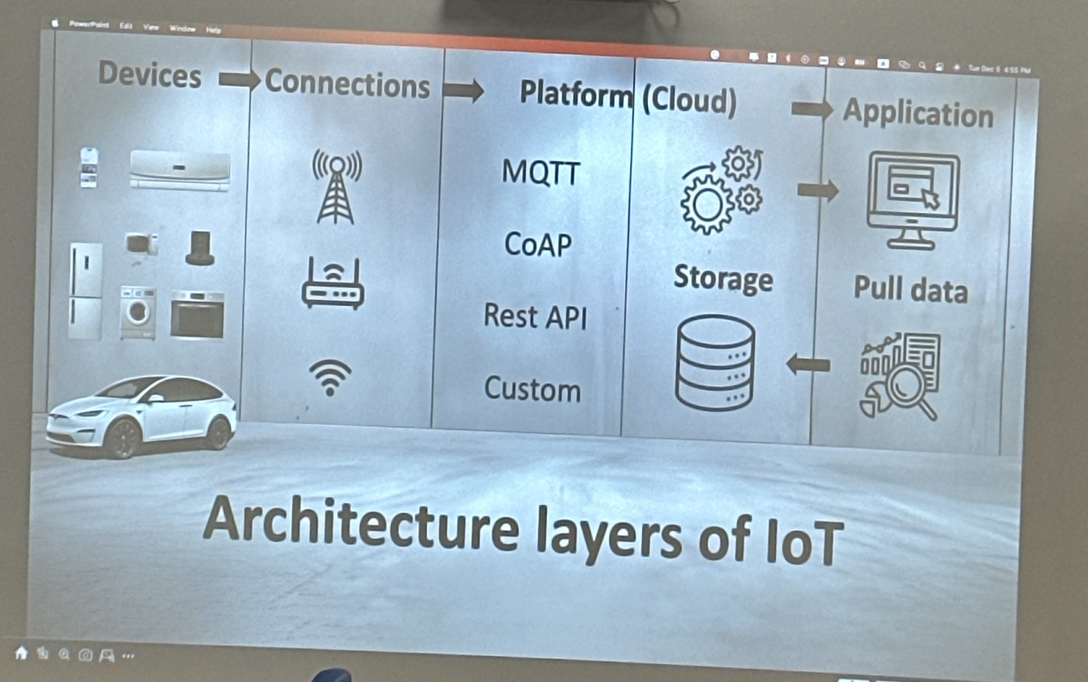 PowerPoint Edit View Window Help
Tue Dec 5 4:55 PM
Devices Connections Platform (Cloud) Application
MQTT
CoAP
Rest API
Custom
Storage
Pull data
Architecture layers of IoT